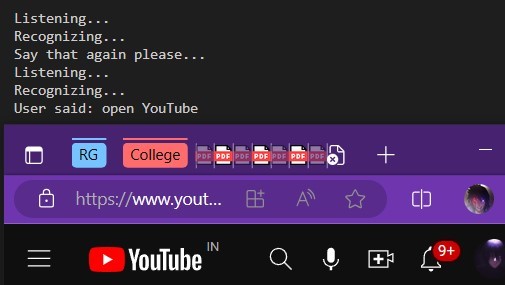 Listening...
Recognizing...
Say that again please...
Listening...
Recognizing...
User said: open YouTube
RG College PDF PDF PDF PDF PDF PDF PDF
https://www.yout...
YouTube IN 9+